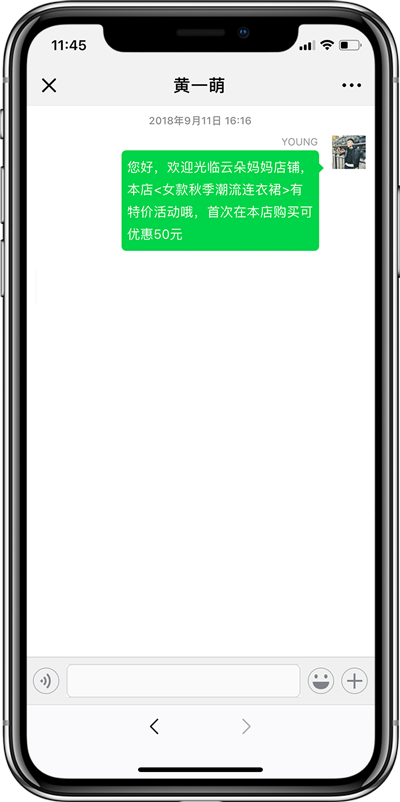 11:45
黄一萌
2018年9月11日 16:16
YOUNG
您好，欢迎光临云朵妈妈店铺，
本店<女款秋季潮流连衣裙>有
特价活动哦，首次在本店购买可
优惠50元